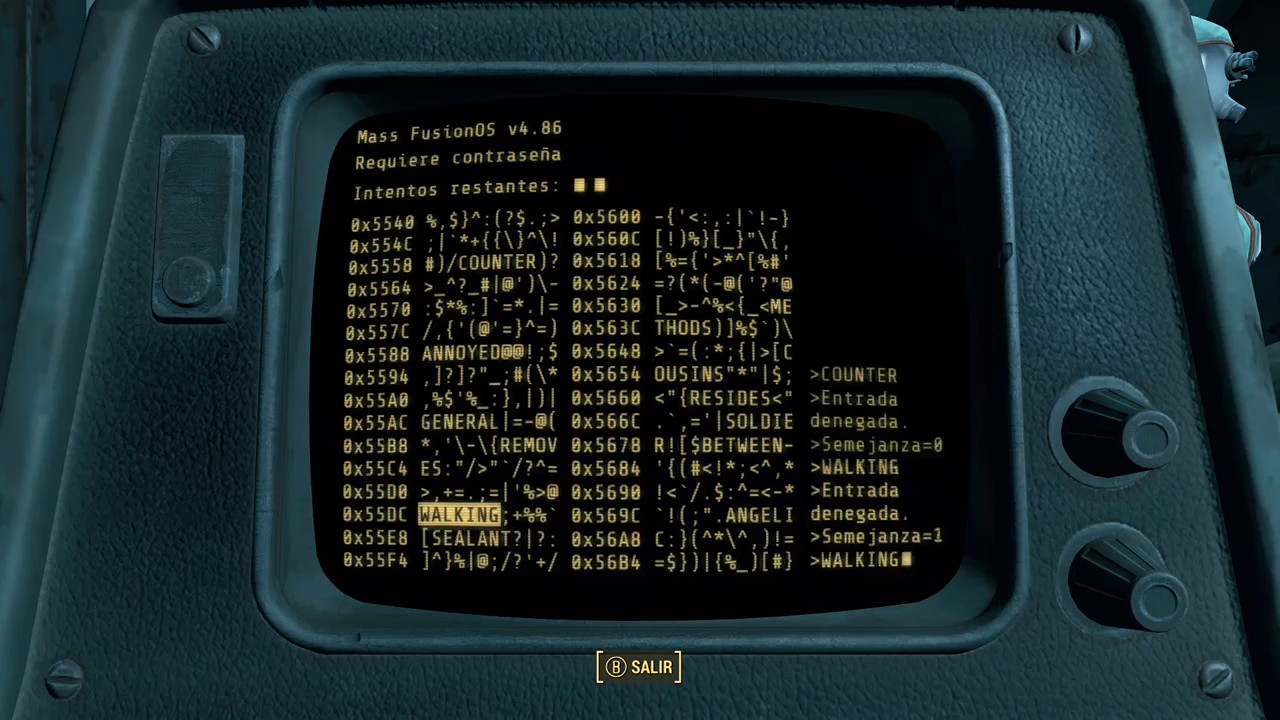 Mass FusionOS v4.86
Requiere contraseña
Intentos restantes: ■ ■
0x5540 %,$}^:(?$.;> 0x5600 -{'<:,:|`!-}
0x554C ;|`*+{{\}^\! 0x560C [!)%}[_}"\{,
0x5558 #)/COUNTER)? 0x5618 [%={'>*^[%#'
0x5564 >_^?_#|@')\- 0x5624 =?(*(-@('?"@
0x5570 :$*%:]`=*.|= 0x5630 [_>-^%<{_<ME
0x557C /,{'(@'=}^=) 0x563C THODS)]%$`)\
0x5588 ANNOYED@@!;$ 0x5648 >`=(:*;{|>[C
0x5594 ,]?]?"_;#(\* 0x5654 OUSINS"*"|$; >COUNTER
0x55A0 ,%$'%_:},|)| 0x5660 <"{RESIDES<" >Entrada
0x55AC GENERAL|=-@( 0x566C .`,='|SOLDIE denegada.
0x55B8 *,'\-\{REMOV 0x5678 R![$BETWEEN- >Semejanza=0
0x55C4 ES:"/>"`/?^= 0x5684 '{(#<!*;<^,* >WALKING
0x55D0 >,+=.;=|'%>@ 0x5690 !<`/.$:^=<-* >Entrada
0x55DC WALKING;+%%` 0x569C `!(;".ANGELI denegada.
0x55E8 [SEALANT?|?: 0x56A8 C:}(^*\^,)!= >Semejanza=1
0x55F4 ]^}%|@;/?'+/ 0x56B4 =$})|{%_)[#} >WALKING■
[Ⓑ SALIR]